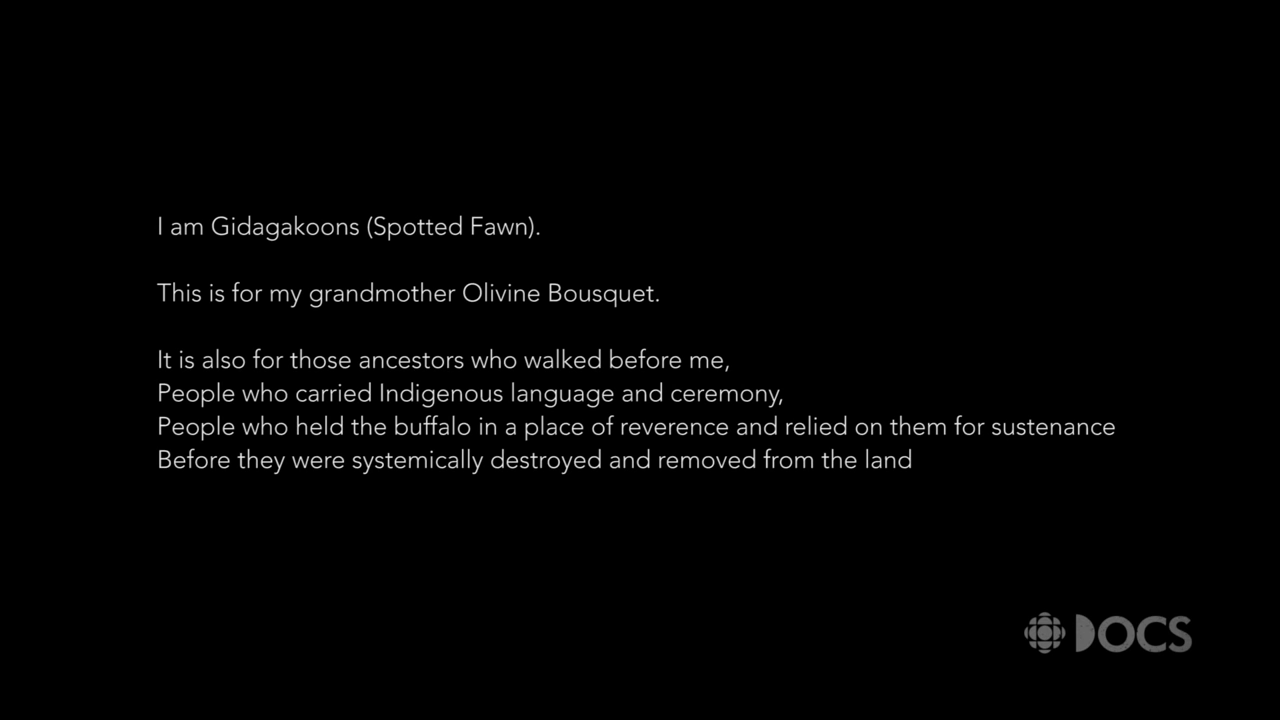 I am Gidagakoons (Spotted Fawn).
This is for my grandmother Olivine Bousquet.
It is also for those ancestors who walked before me,
People who carried Indigenous language and ceremony,
People who held the buffalo in a place of reverence and relied on them for sustenance
Before they were systemically destroyed and removed from the land
DOCS